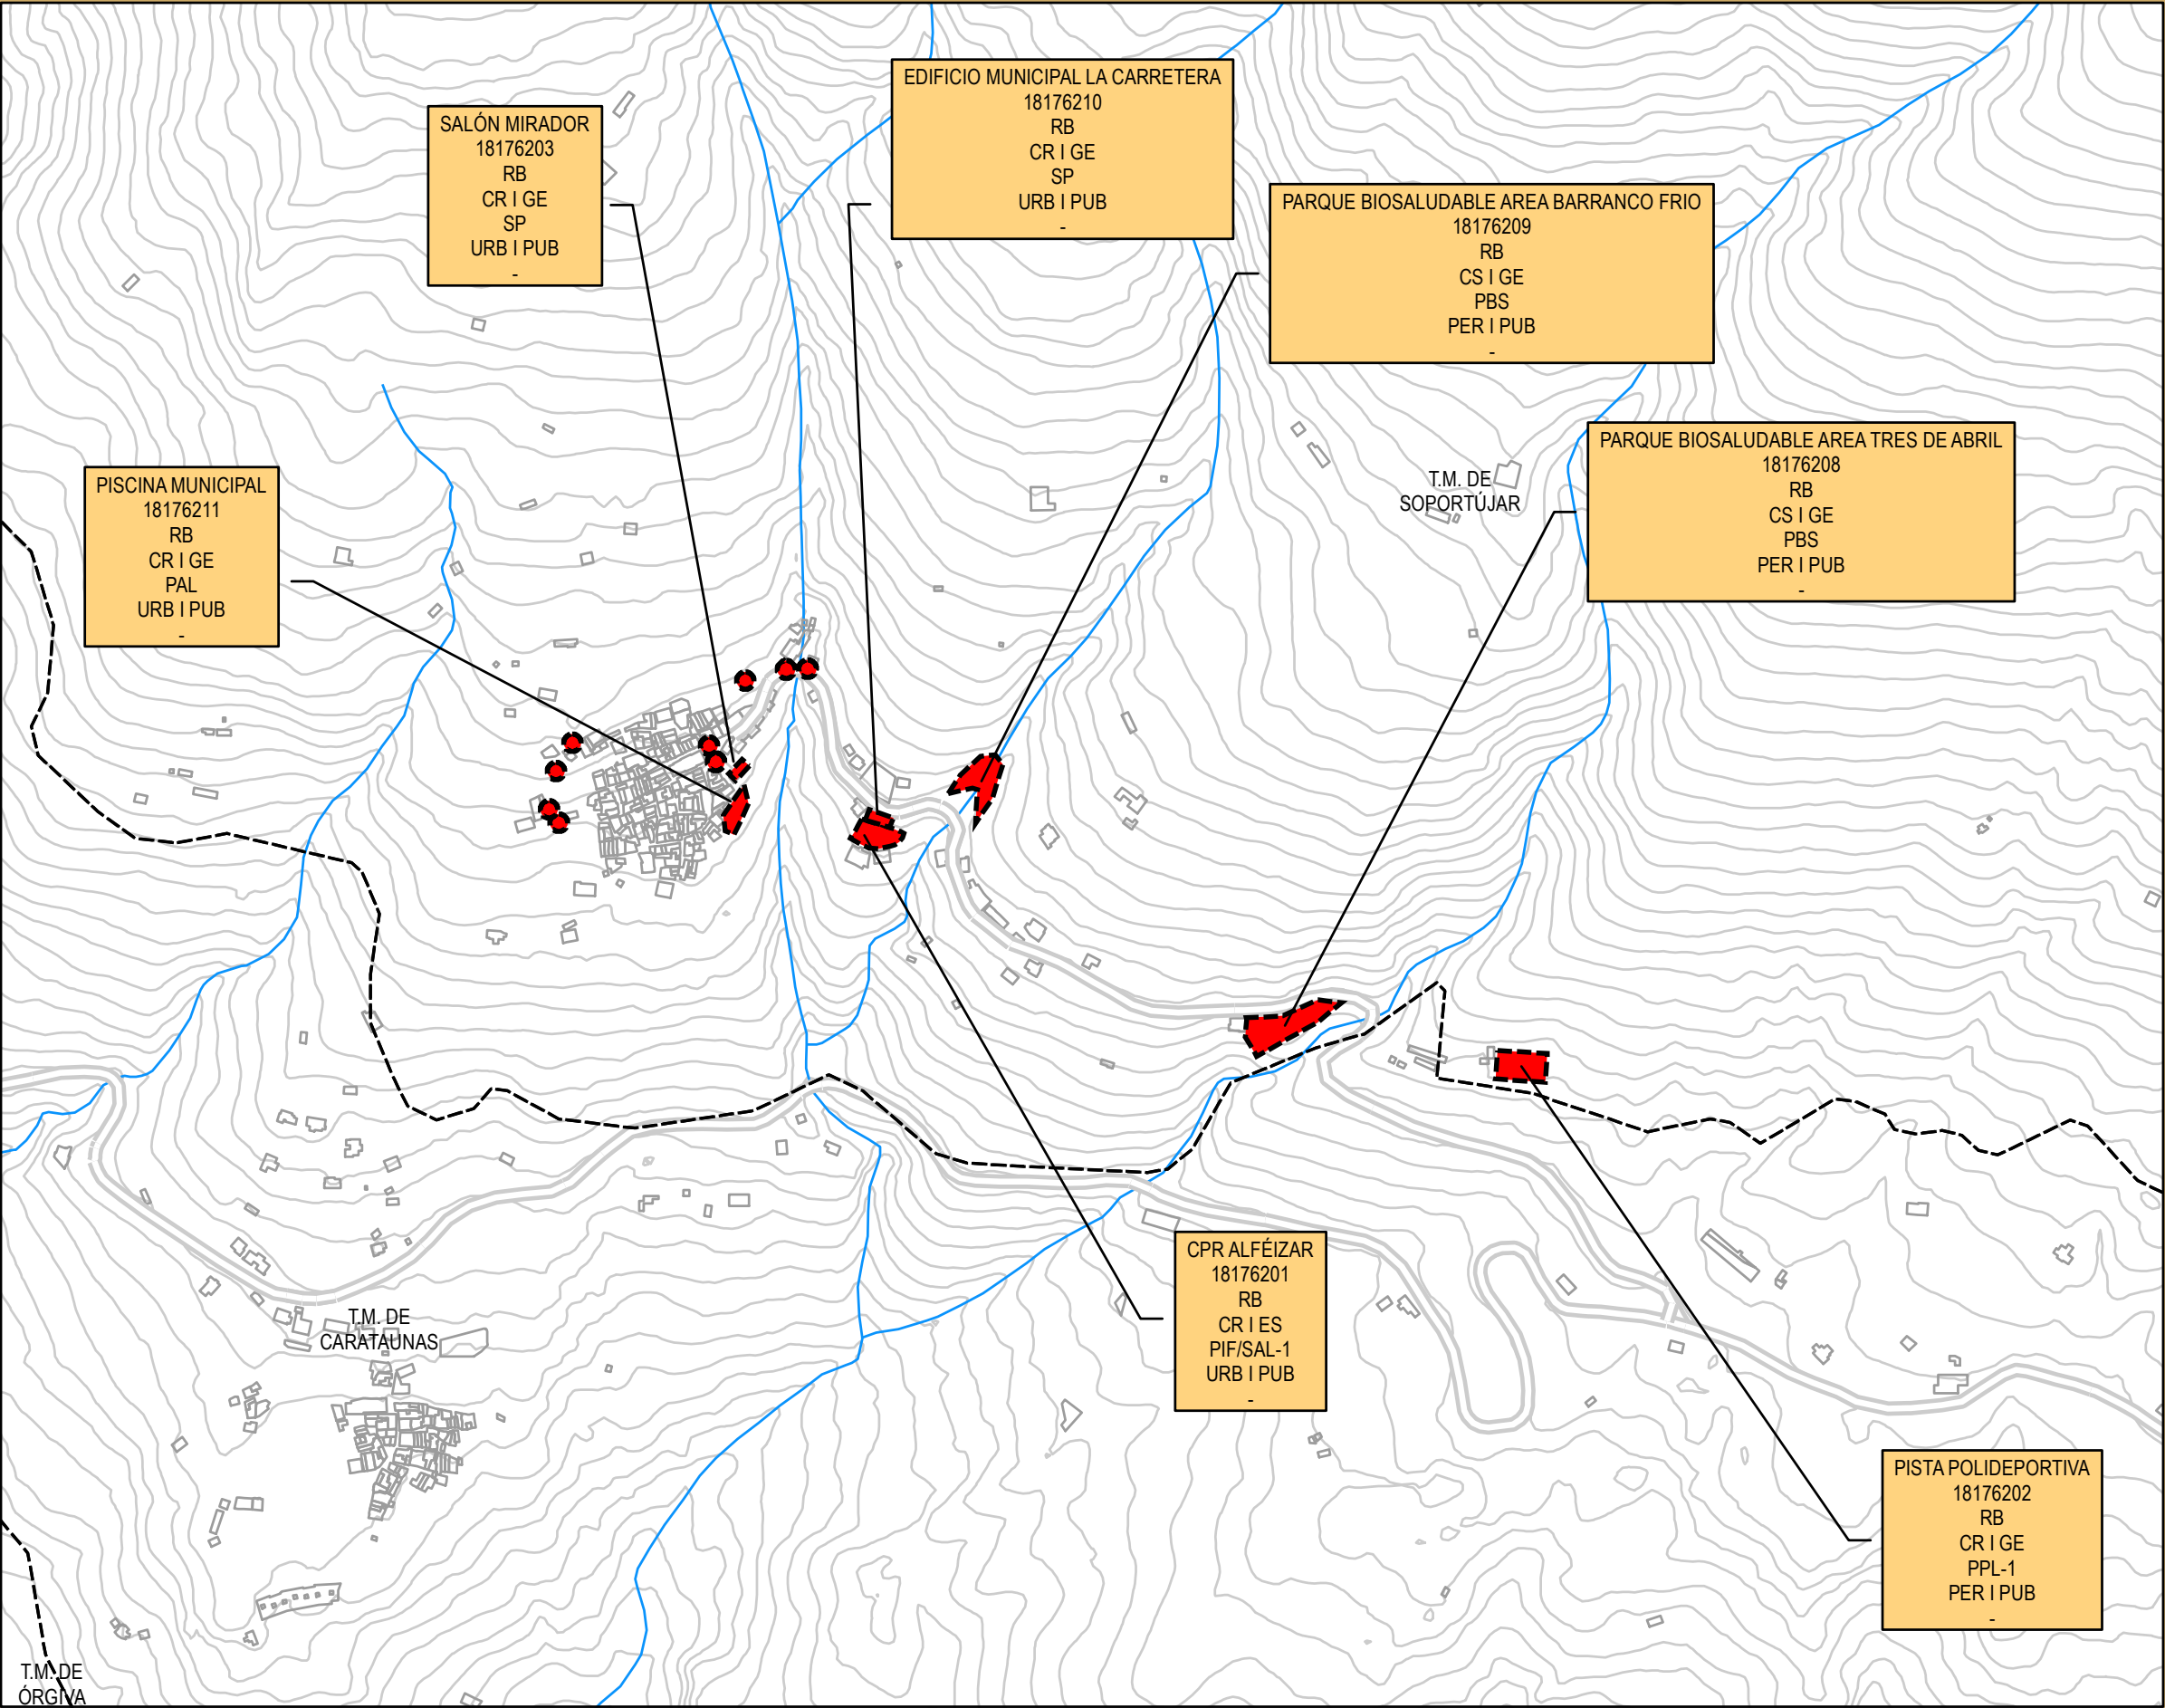 EDIFICIO MUNICIPAL LA CARRETERA
18176210
RB
CR I GE
SP
URB I PUB
-
SALÓN MIRADOR
18176203
RB
CR I GE
SP
URB I PUB
-
PARQUE BIOSALUDABLE AREA BARRANCO FRIO
18176209
RB
CS I GE
PBS
PER I PUB
-
PARQUE BIOSALUDABLE AREA TRES DE ABRIL
18176208
RB
CS I GE
PBS
PER I PUB
-
T.M. DE
SOPORTÚJAR
PISCINA MUNICIPAL
18176211
RB
CR I GE
PAL
URB I PUB
-
CPR ALFÉIZAR
18176201
RB
CR I ES
PIF/SAL-1
URB I PUB
-
T.M. DE
CARATAUNAS
PISTA POLIDEPORTIVA
18176202
RB
CR I GE
PPL-1
PER I PUB
-
T.M. DE
ÓRGIVA